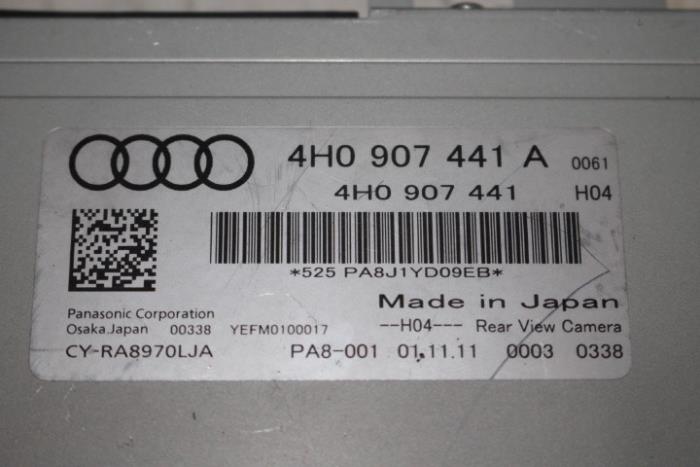 4H0 907 441 A 0061
4H0 907 441 H04
*525 PA8J1YD09EB*
Made in Japan
Panasonic Corporation
Osaka.Japan 00338 YEFM0100017 --H04--- Rear View Camera
CY-RA8970LJA PA8-001 01.11.11 0003 0338